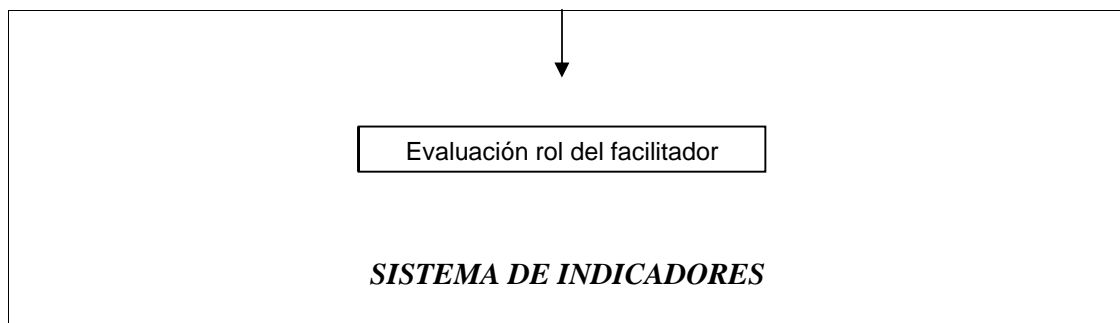 Evaluación rol del facilitador
SISTEMA DE INDICADORES